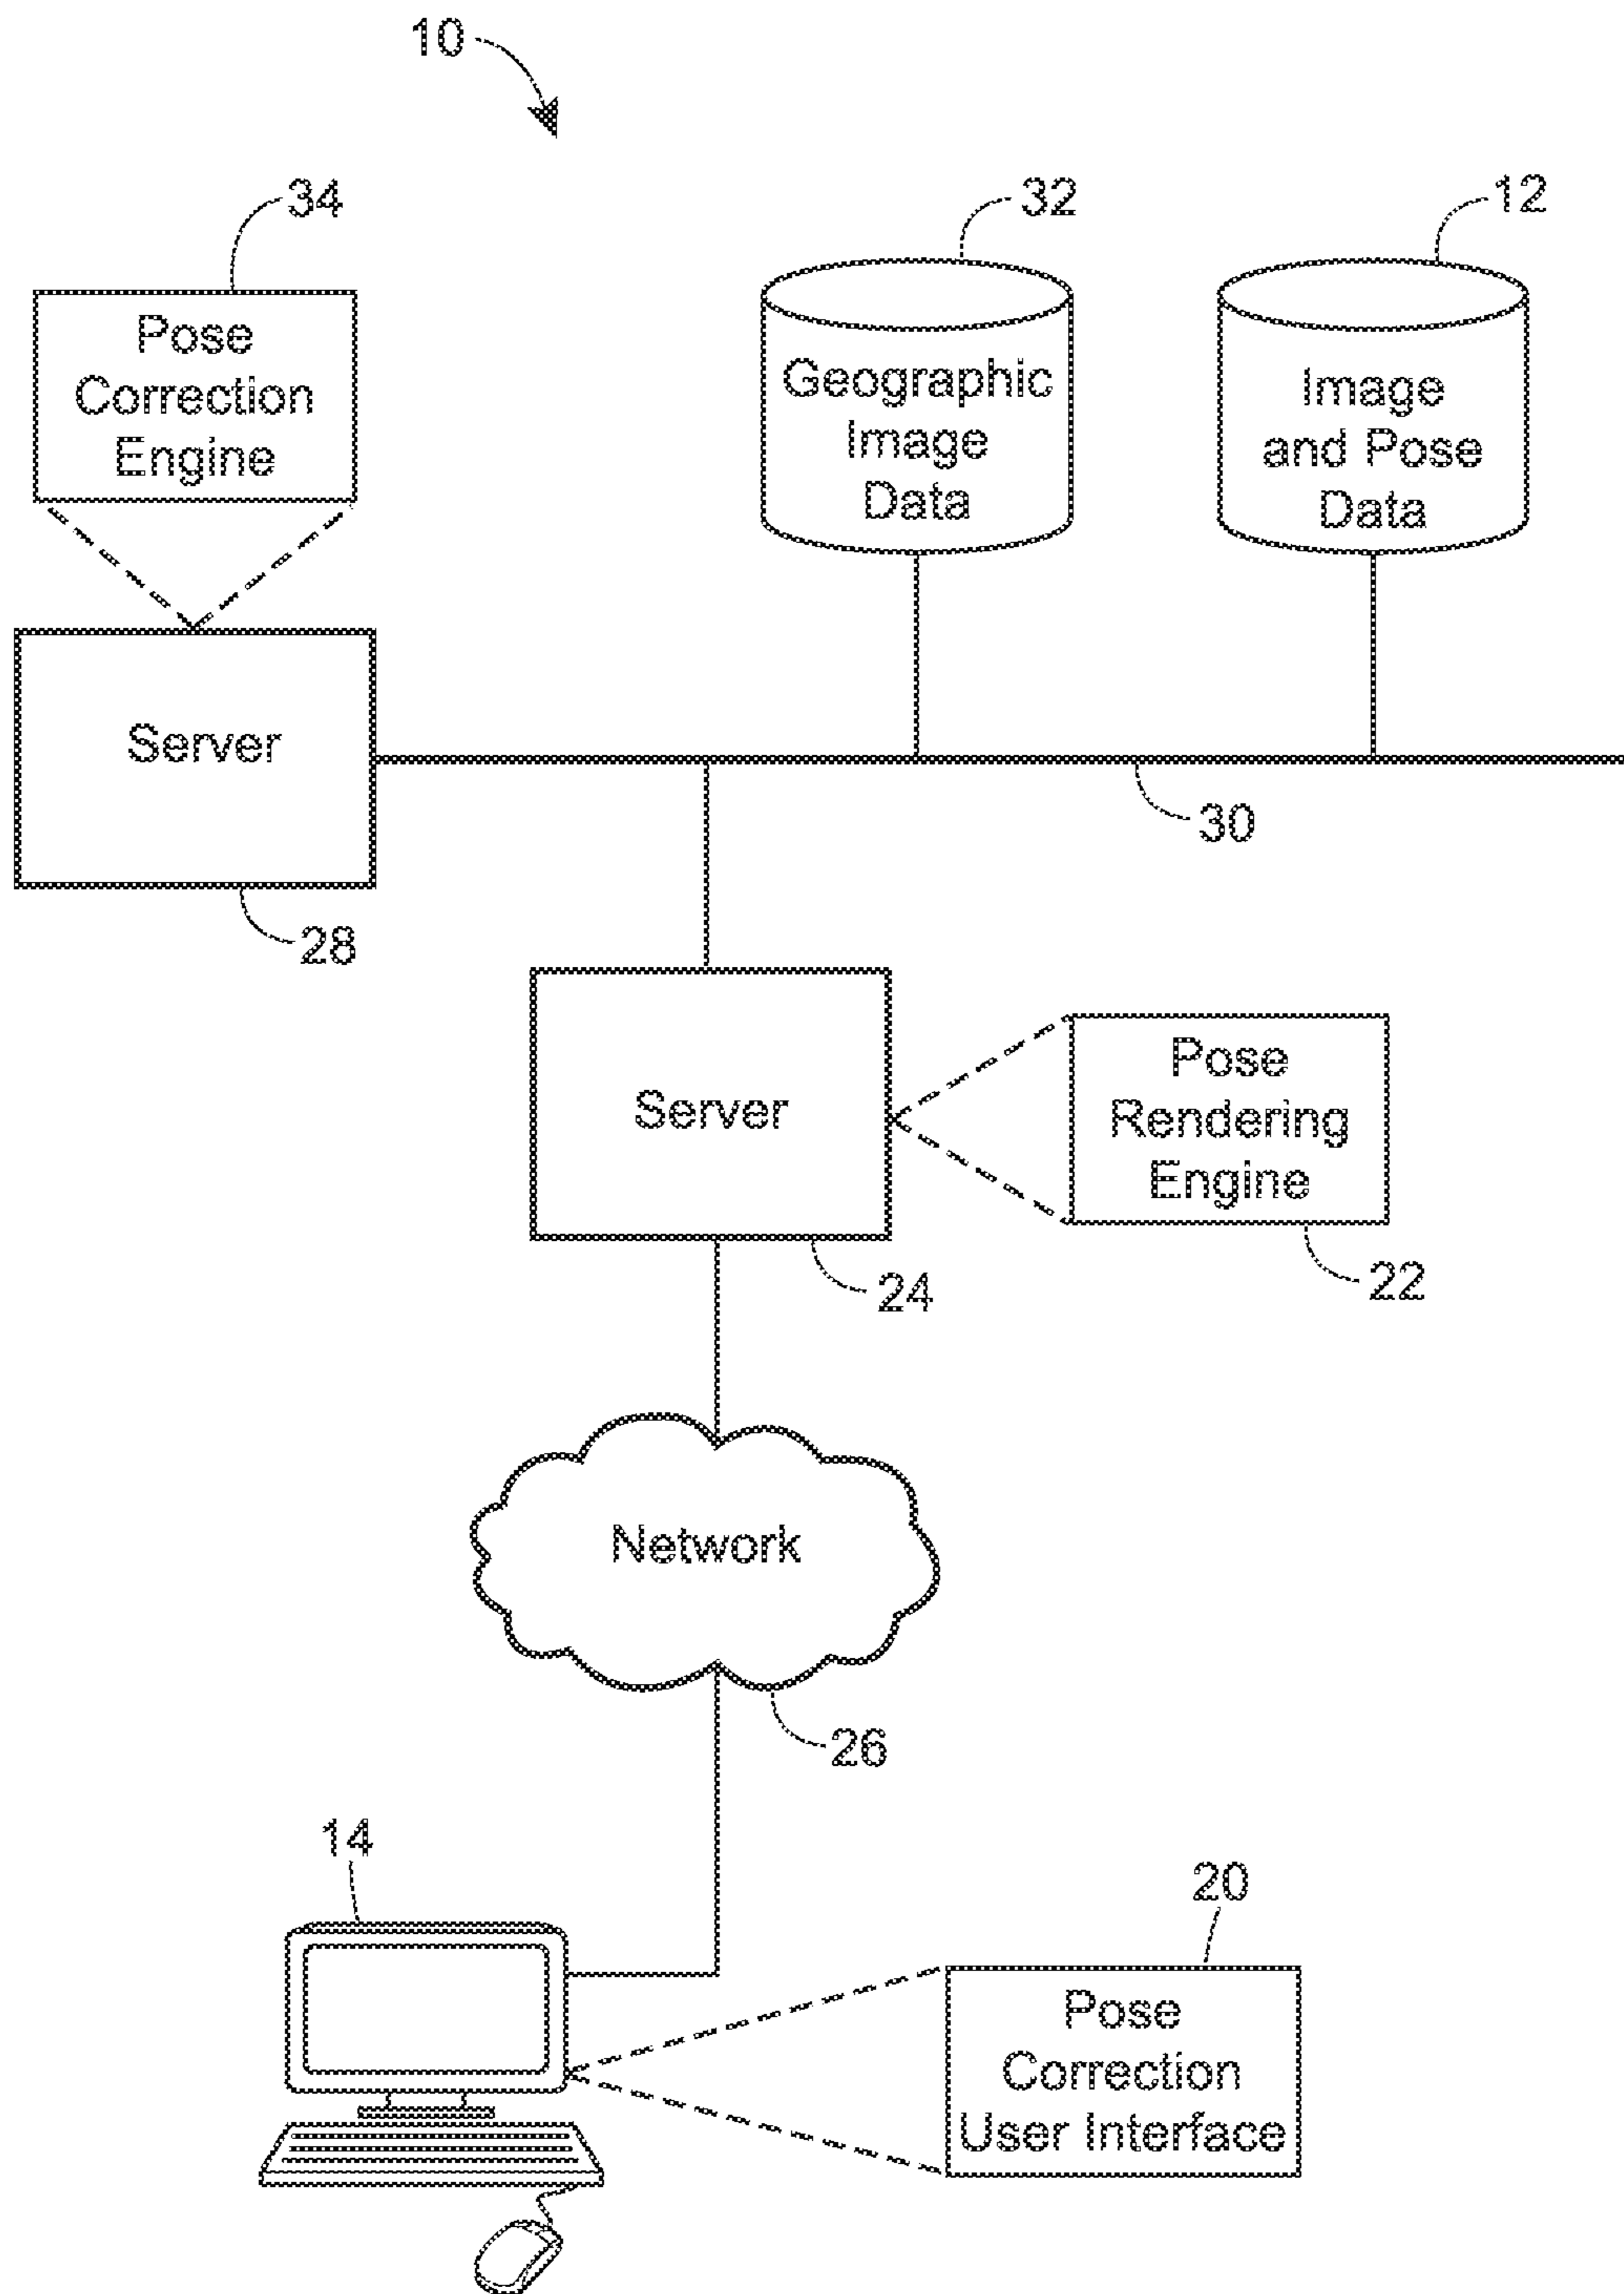 10
34
32
12
Pose
Correction
Engine
Geographic
Image
Data
Image
and Pose
Data
Server
30
28
Server
Pose
Rendering
Engine
24
22
Network
26
14
20
Pose
Correction
User Interface